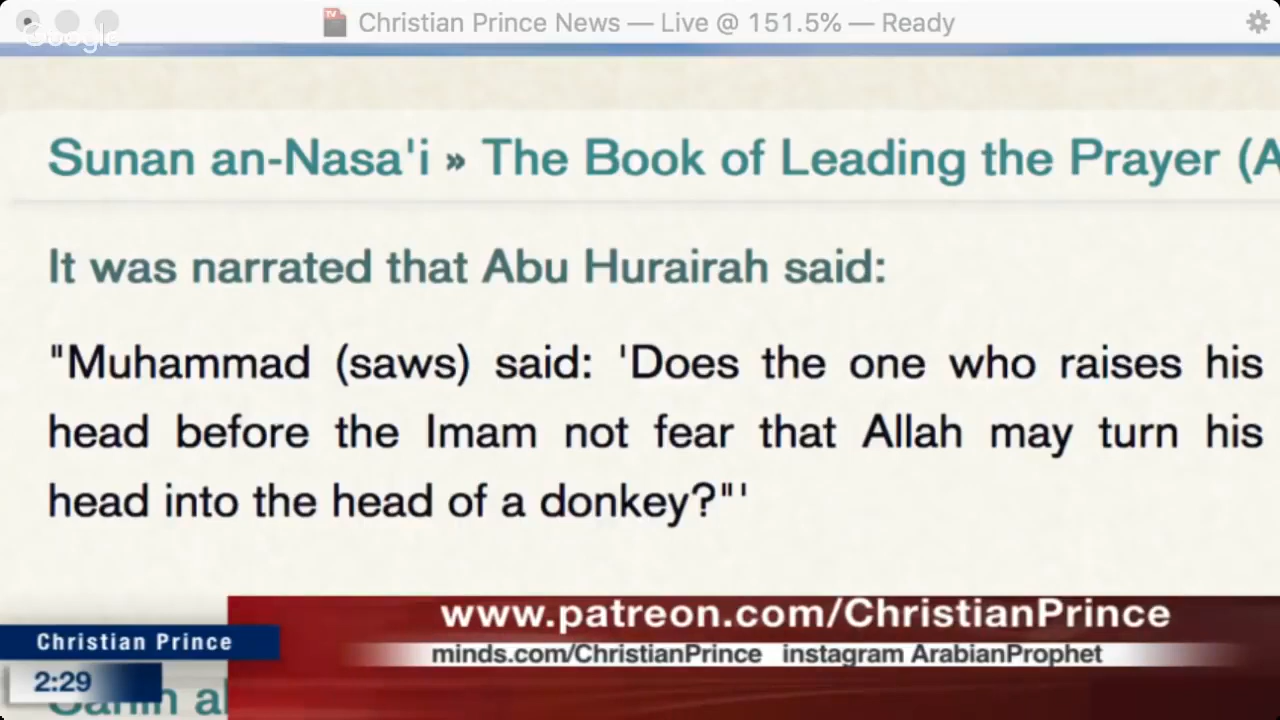 Christian Prince News — Live @ 151.5% — Ready
Google
Sunan an-Nasa'i » The Book of Leading the Prayer (A
It was narrated that Abu Hurairah said:
"Muhammad (saws) said: 'Does the one who raises his
head before the Imam not fear that Allah may turn his
head into the head of a donkey?"'
www.patreon.com/ChristianPrince
Christian Prince
minds.com/ChristianPrince instagram ArabianProphet
2:29